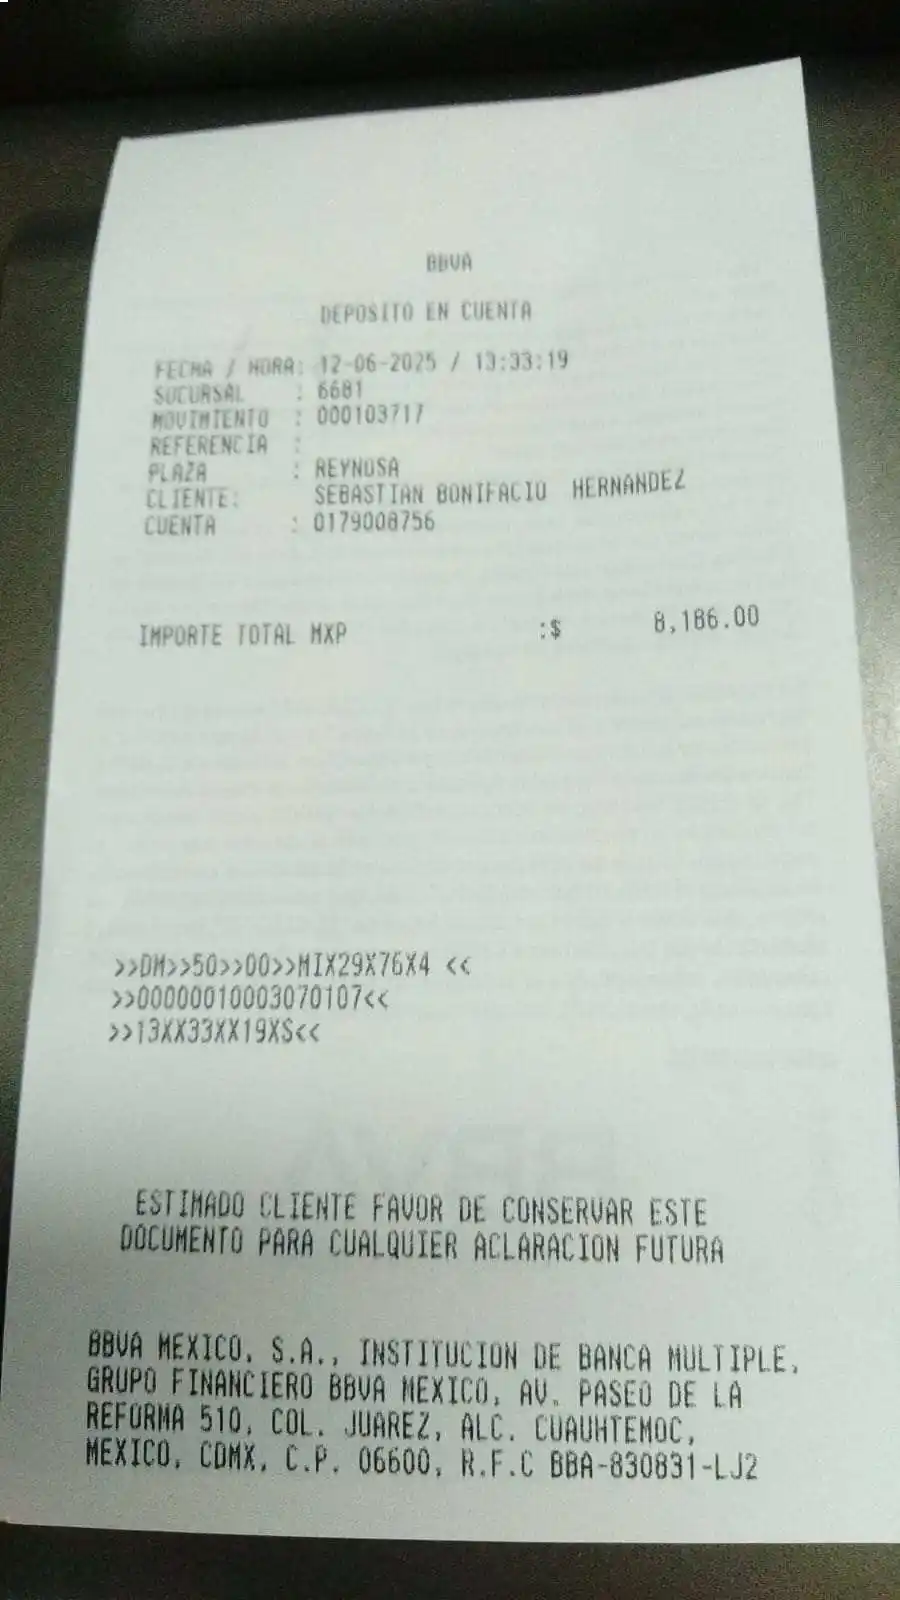 BBVA
DEPOSITO EN CUENTA
FECHA / HORA: 12-06-2025 / 13:33:19
SUCURSAL : 6681
MOVIMIENTO : 000103717
REFERENCIA :
PLAZA : REYNOSA
CLIENTE: SEBASTIAN BONIFACIO HERNANDEZ
CUENTA : 0179008756
IMPORTE TOTAL MXP :$ 8,186.00
>>DM>>50>>00>>MIX29X76X4 <<
>>00000010003070107<<
>>13XX33XX19XS<<
ESTIMADO CLIENTE FAVOR DE CONSERVAR ESTE
DOCUMENTO PARA CUALQUIER ACLARACION FUTURA
BBVA MEXICO, S.A., INSTITUCION DE BANCA MULTIPLE,
GRUPO FINANCIERO BBVA MEXICO, AV. PASEO DE LA
REFORMA 510, COL. JUAREZ, ALC. CUAUHTEMOC,
MEXICO, CDMX, C.P. 06600, R.F.C BBA-830831-LJ2